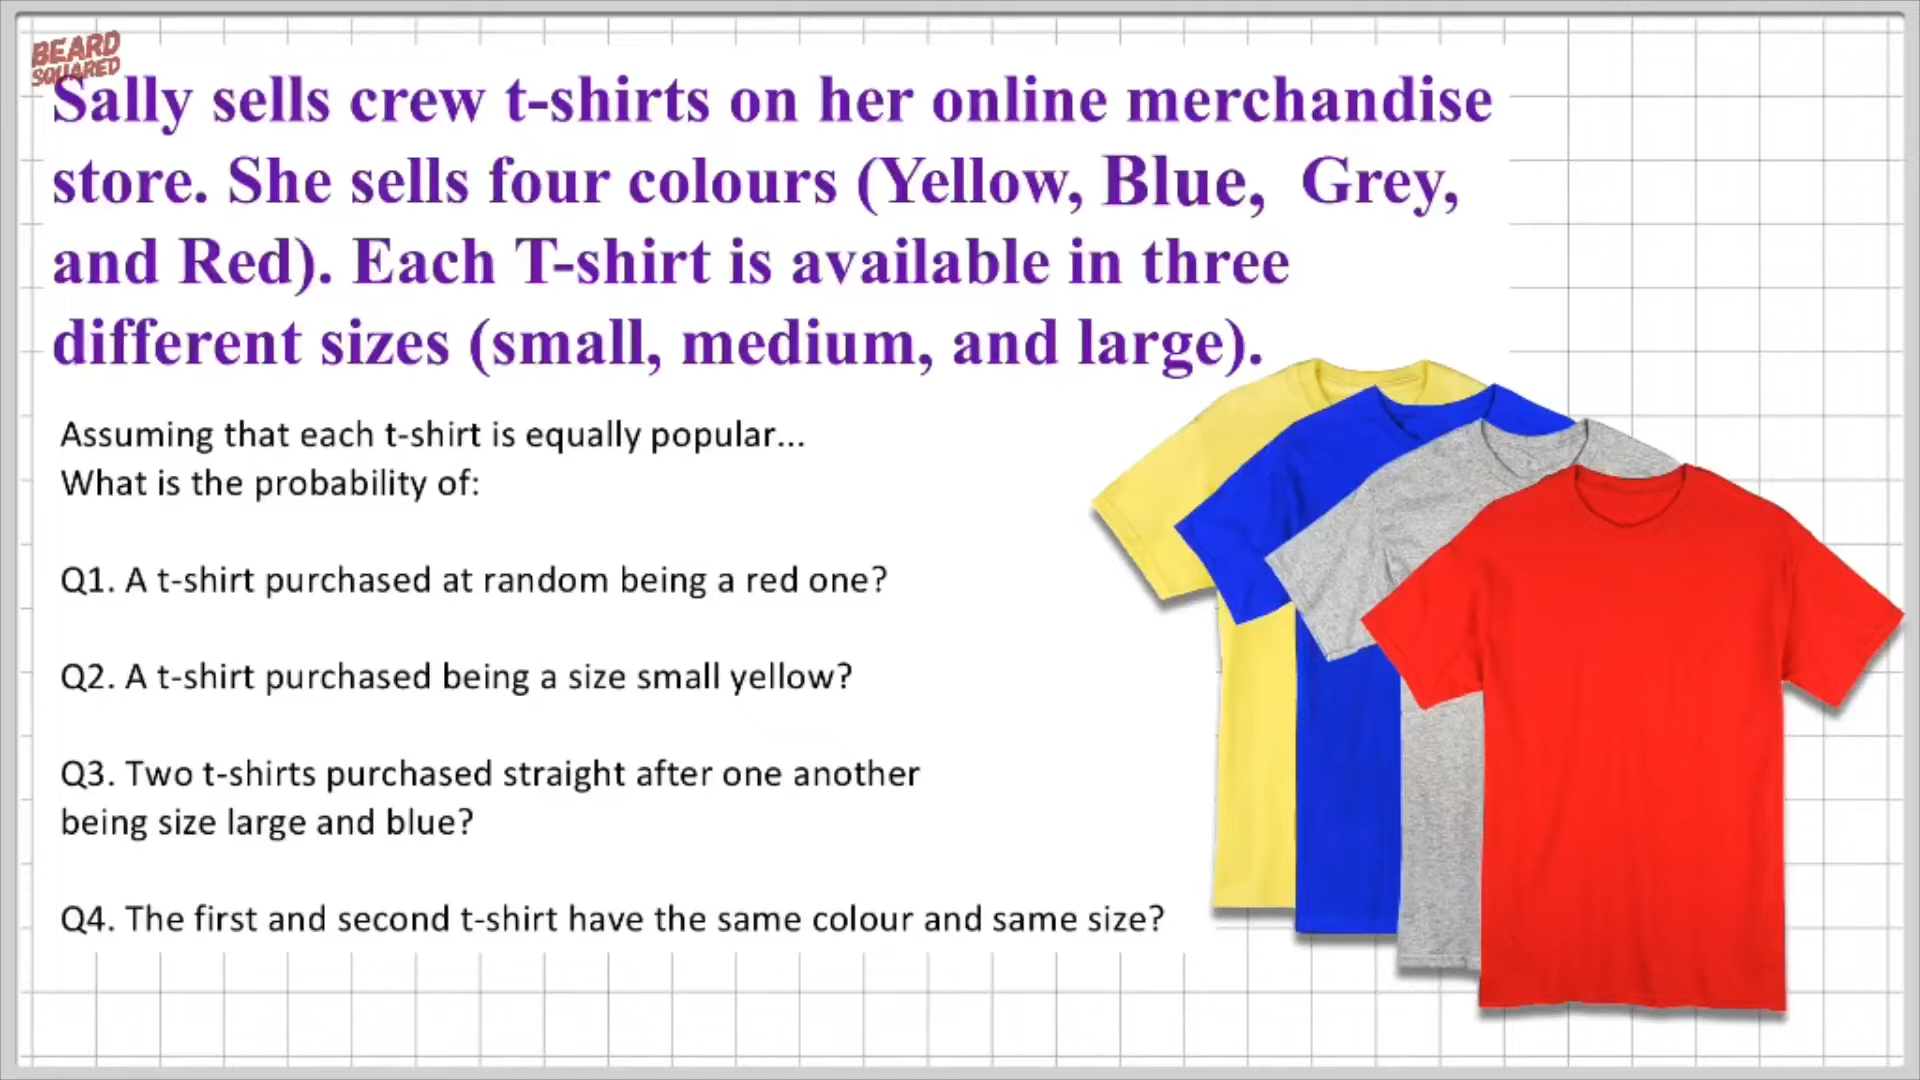 BEARD
SQUARED
Sally sells crew t-shirts on her online merchandise
store. She sells four colours (Yellow, Blue, Grey,
and Red). Each T-shirt is available in three
different sizes (small, medium, and large).
Assuming that each t-shirt is equally popular...
What is the probability of:
Q1. A t-shirt purchased at random being a red one?
Q2. A t-shirt purchased being a size small yellow?
Q3. Two t-shirts purchased straight after one another
being size large and blue?
Q4. The first and second t-shirt have the same colour and same size?